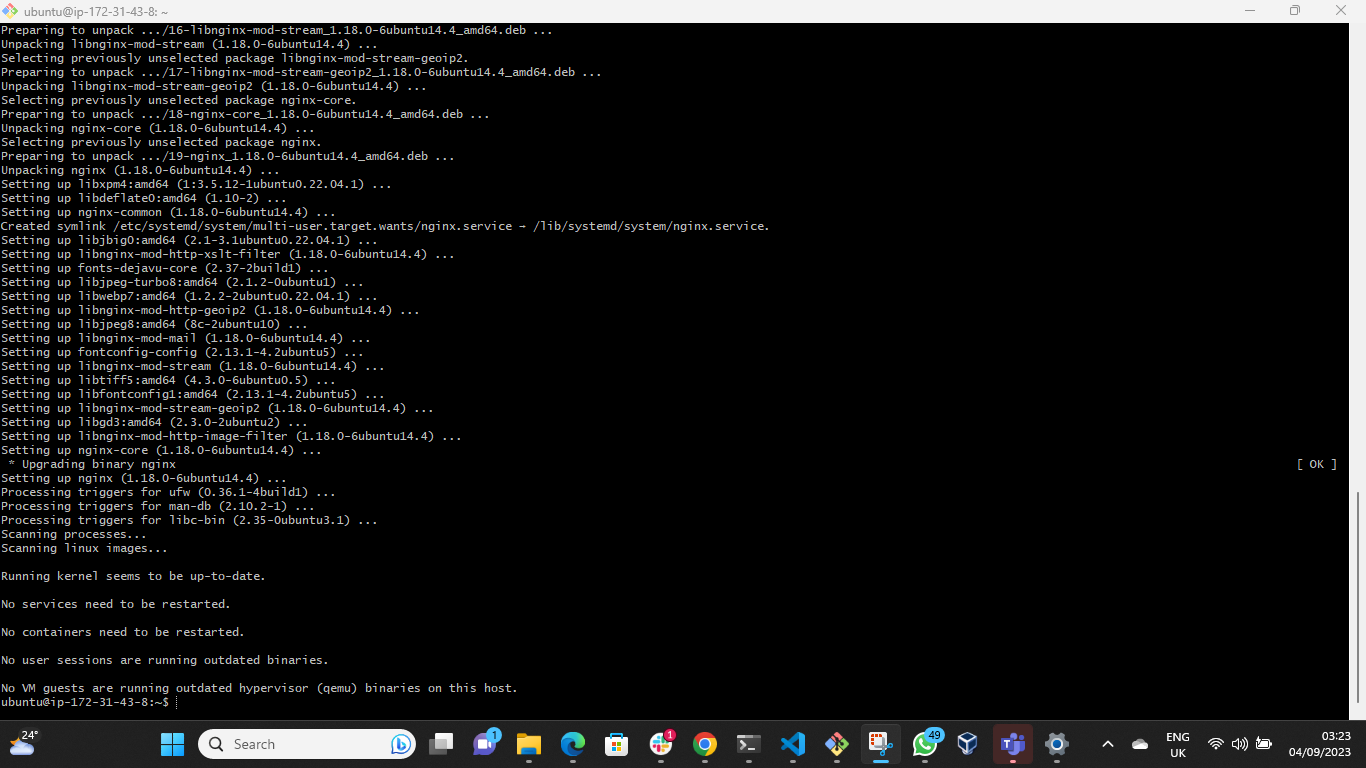 ubuntu@ip-172-31-43-8: ~
Preparing to unpack .../16-libnginx-mod-stream_1.18.0-6ubuntu14.4_amd64.deb ...
Unpacking libnginx-mod-stream (1.18.0-6ubuntu14.4) ...
Selecting previously unselected package libnginx-mod-stream-geoip2.
Preparing to unpack .../17-libnginx-mod-stream-geoip2_1.18.0-6ubuntu14.4_amd64.deb ...
Unpacking libnginx-mod-stream-geoip2 (1.18.0-6ubuntu14.4) ...
Selecting previously unselected package nginx-core.
Preparing to unpack .../18-nginx-core_1.18.0-6ubuntu14.4_amd64.deb ...
Unpacking nginx-core (1.18.0-6ubuntu14.4) ...
Selecting previously unselected package nginx.
Preparing to unpack .../19-nginx_1.18.0-6ubuntu14.4_amd64.deb ...
Unpacking nginx (1.18.0-6ubuntu14.4) ...
Setting up libxpm4:amd64 (1:3.5.12-1ubuntu0.22.04.1) ...
Setting up libdeflate0:amd64 (1.10-2) ...
Setting up nginx-common (1.18.0-6ubuntu14.4) ...
Created symlink /etc/systemd/system/multi-user.target.wants/nginx.service → /lib/systemd/system/nginx.service.
Setting up libjbig0:amd64 (2.1-3.1ubuntu0.22.04.1) ...
Setting up libnginx-mod-http-xslt-filter (1.18.0-6ubuntu14.4) ...
Setting up fonts-dejavu-core (2.37-2build1) ...
Setting up libjpeg-turbo8:amd64 (2.1.2-0ubuntu1) ...
Setting up libwebp7:amd64 (1.2.2-2ubuntu0.22.04.1) ...
Setting up libnginx-mod-http-geoip2 (1.18.0-6ubuntu14.4) ...
Setting up libjpeg8:amd64 (8c-2ubuntu10) ...
Setting up libnginx-mod-mail (1.18.0-6ubuntu14.4) ...
Setting up fontconfig-config (2.13.1-4.2ubuntu5) ...
Setting up libnginx-mod-stream (1.18.0-6ubuntu14.4) ...
Setting up libtiff5:amd64 (4.3.0-6ubuntu0.5) ...
Setting up libfontconfig1:amd64 (2.13.1-4.2ubuntu5) ...
Setting up libnginx-mod-stream-geoip2 (1.18.0-6ubuntu14.4) ...
Setting up libgd3:amd64 (2.3.0-2ubuntu2) ...
Setting up libnginx-mod-http-image-filter (1.18.0-6ubuntu14.4) ...
Setting up nginx-core (1.18.0-6ubuntu14.4) ...
* Upgrading binary nginx [ OK ]
Setting up nginx (1.18.0-6ubuntu14.4) ...
Processing triggers for ufw (0.36.1-4build1) ...
Processing triggers for man-db (2.10.2-1) ...
Processing triggers for libc-bin (2.35-0ubuntu3.1) ...
Scanning processes...
Scanning linux images...
Running kernel seems to be up-to-date.
No services need to be restarted.
No containers need to be restarted.
No user sessions are running outdated binaries.
No VM guests are running outdated hypervisor (qemu) binaries on this host.
ubuntu@ip-172-31-43-8:~$
24°
Search
1
1
49
ENG
UK
03:23
04/09/2023